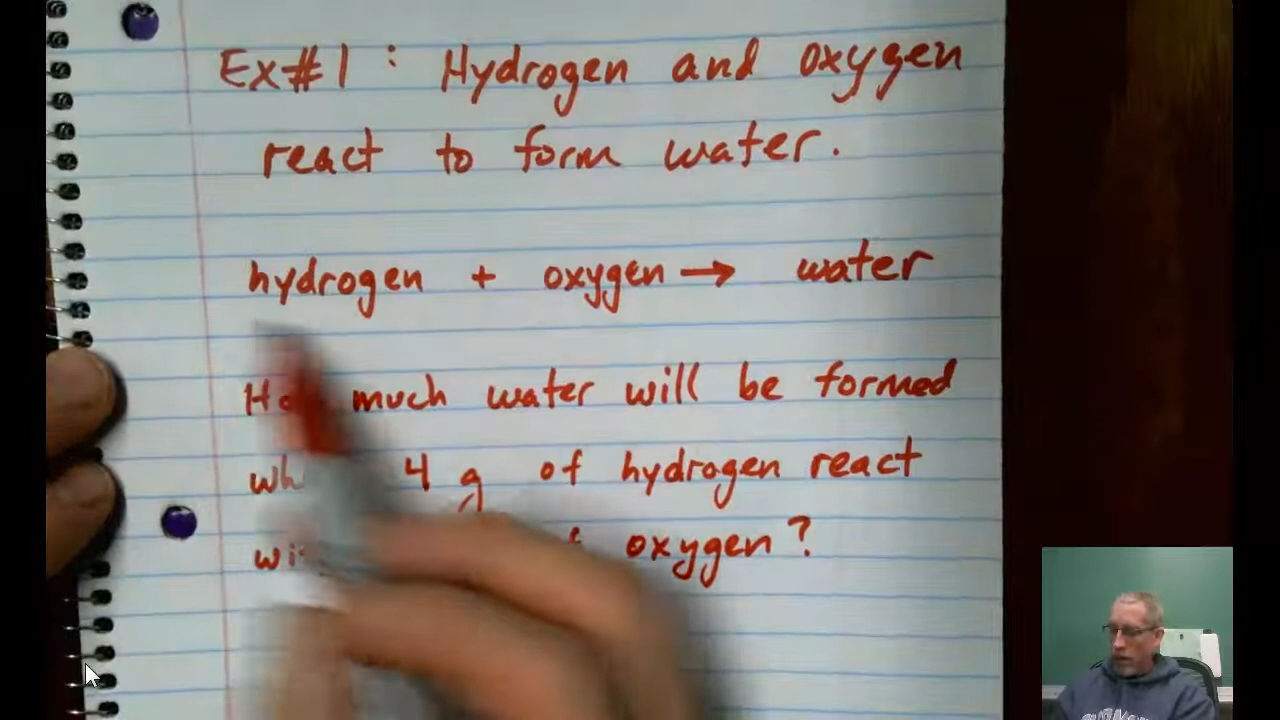 Ex#1 : Hydrogen and oxygen
react to form water.
hydrogen + oxygen → water
much water will be formed
4 g of hydrogen react
oxygen?